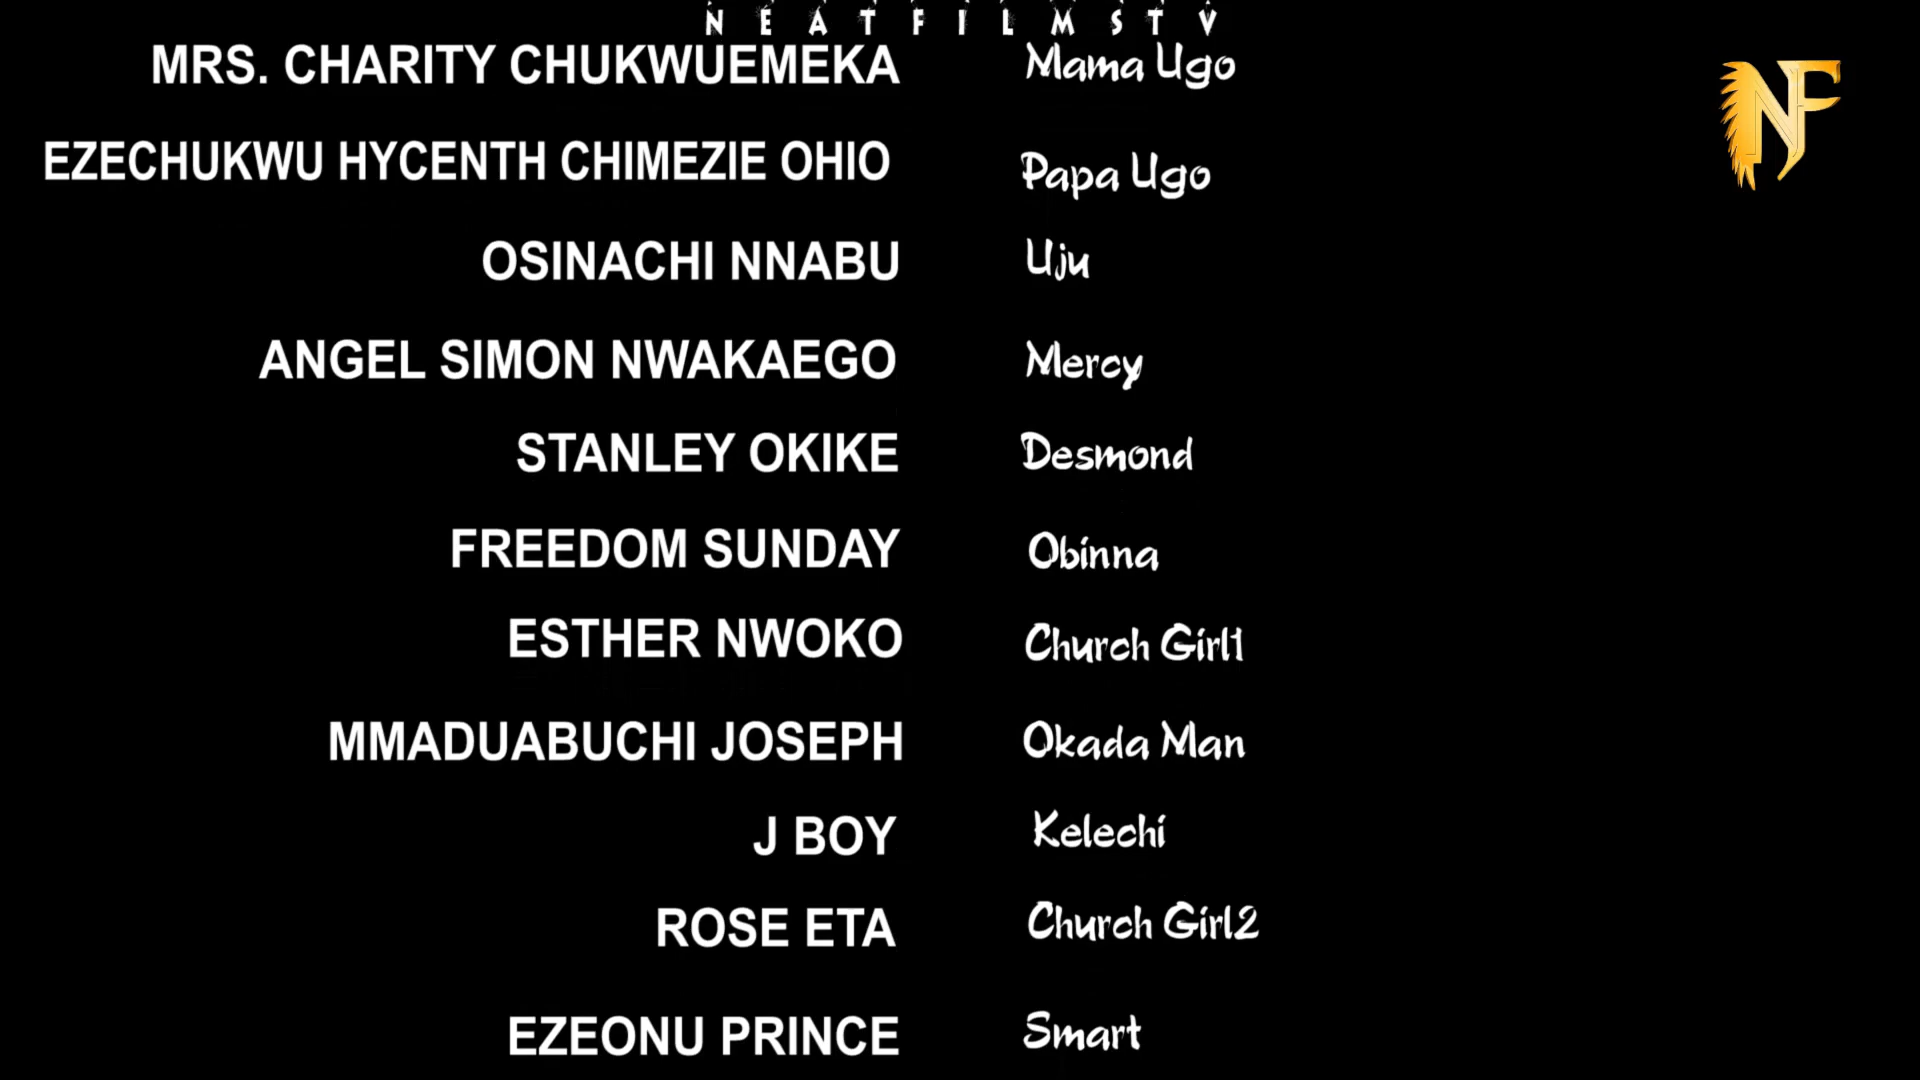 NEATFILMSTV
MRS. CHARITY CHUKWUEMEKA Mama Ugo
NF
EZECHUKWU HYCENTH CHIMEZIE OHIO Papa Ugo
OSINACHI NNABU Uju
ANGEL SIMON NWAKAEGO Mercy
STANLEY OKIKE Desmond
FREEDOM SUNDAY Obinna
ESTHER NWOKO Church Girl1
MMADUABUCHI JOSEPH Okada Man
J BOY Kelechi
ROSE ETA Church Girl2
EZEONU PRINCE Smart